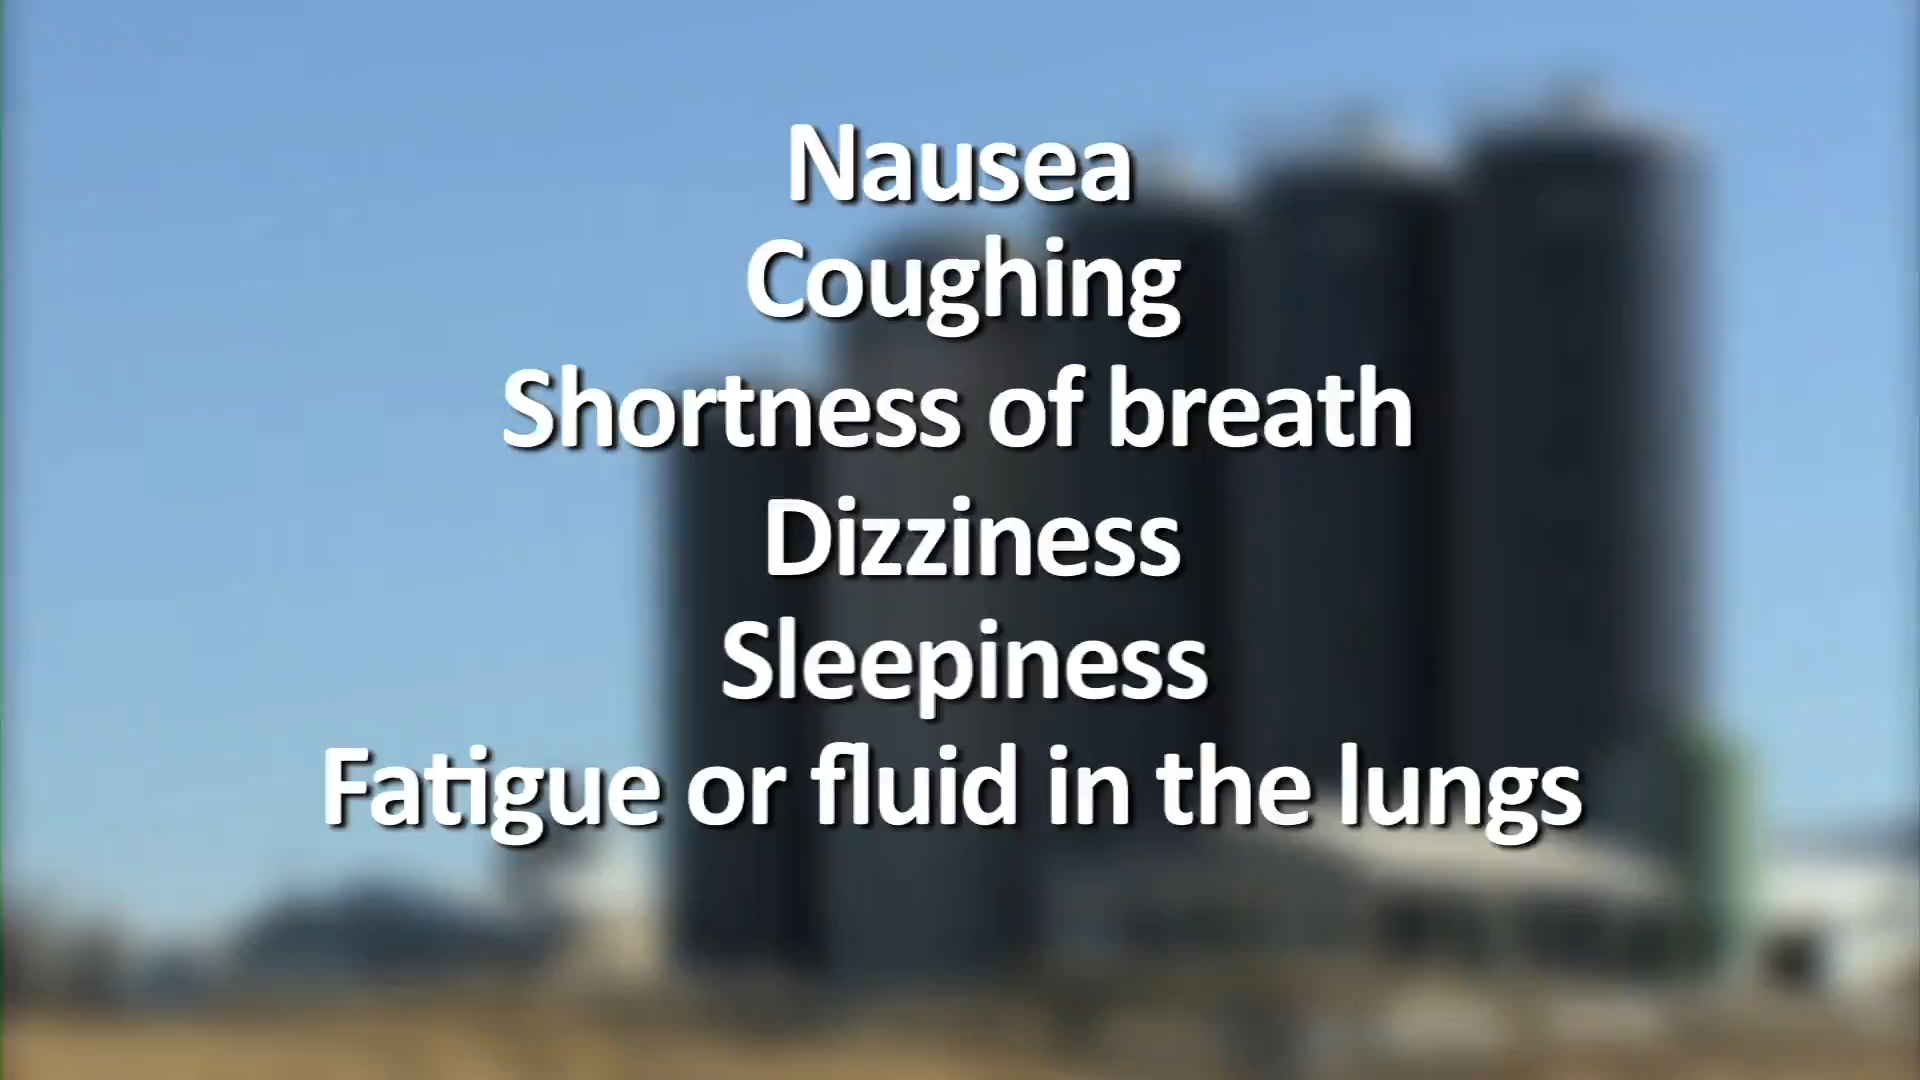 Nausea
Coughing
Shortness of breath
Dizziness
Sleepiness
Fatigue or fluid in the lungs